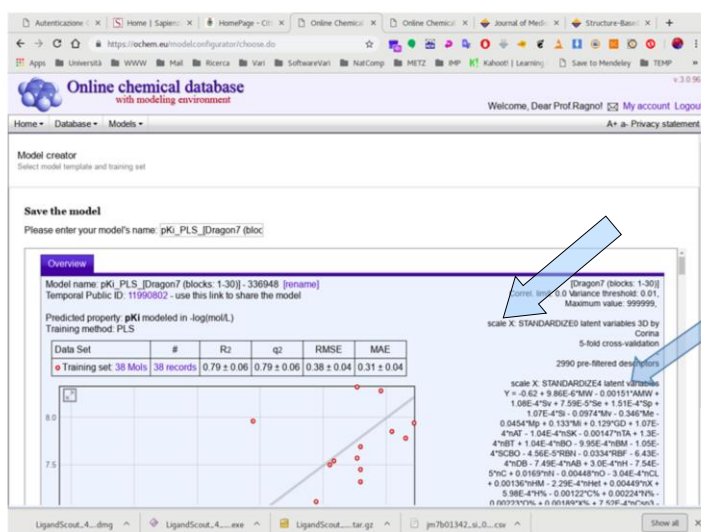 Autenticazione C
Home | Sapienz
HomePage - Cit
Online Chemical
Online Chemical
Journal of Medic
Structure-Based
https://ochem.eu/modelconfigurator/choose.do
Apps Università WWW Mail Ricerca Vari SoftwareVari NatComp METZ IMP Kahoot! | Learning Save to Mendeley TEMP »
v.3.0.96
Online chemical database
with modeling environment
Welcome, Dear Prof.Ragno! My account Logou
Home Database Models
A+ a- Privacy statement
Model creator
Select model template and training set
Save the model
Please enter your model's name: pKi_PLS_[Dragon7 (bloc
Overview
Model name: pKi_PLS_[Dragon7 (blocks: 1-30)] - 336948 [rename]
Temporal Public ID: 11990802 - use this link to share the model
Predicted property: pKi modeled in -log(mol/L)
Training method: PLS
Data Set # R2 q2 RMSE MAE
Training set: 38 Mols 38 records 0.79 ± 0.06 0.79 ± 0.06 0.38 ± 0.04 0.31 ± 0.04
8.0
7.5
[Dragon7 (blocks: 1-30)]
Correl. limit: 0.0 Variance threshold: 0.01,
Maximum value: 999999,
scale X: STANDARDIZE0 latent variables 3D by
Corina
5-fold cross-validation
2990 pre-filtered descriptors
scale X: STANDARDIZE4 latent variables
Y = -0.62 + 9.86E-6*MW - 0.00151*AMW +
1.08E-4*Sv + 7.59E-5*Se + 1.51E-4*Sp +
1.07E-4*Si - 0.0974*Mv - 0.346*Me -
0.0454*Mp + 0.133*Mi + 0.129*GD + 1.07E-
4*nAT - 1.04E-4*nSK - 0.00147*nTA + 1.3E-
4*nBT + 1.04E-4*nBO - 9.95E-4*nBM - 1.05E-
4*SCBO - 4.56E-5*RBN - 0.0334*RBF - 6.43E-
4*nDB - 7.49E-4*nAB + 3.0E-4*nH - 7.54E-
5*nC + 0.0169*nN - 0.00448*nO - 3.04E-4*nCL
+ 0.00136*nHM - 2.29E-4*nHet + 0.00449*nX +
5.98E-4*H% - 0.00122*C% + 0.00224*N% -
0.00223*O% + 0.00189*X% + 7.52E-4*nCsp3 -
LigandScout_4....dmg
LigandScout_4.....exe
LigandScout_....tar.gz
jm7b01342_si_0....csv
Show all